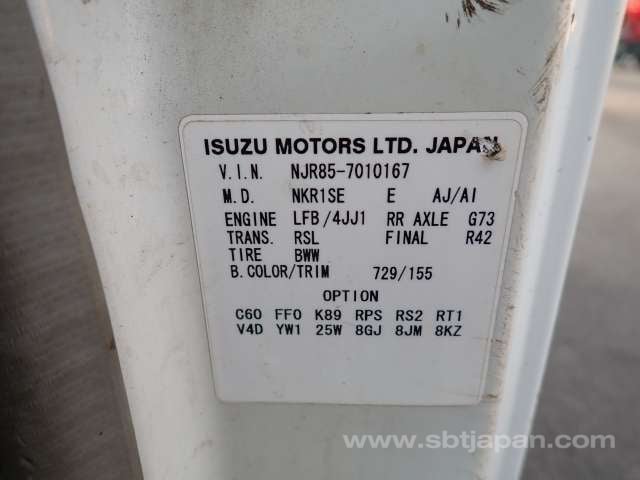 ISUZU MOTORS LTD. JAPAN
V.I.N. NJR85-7010167
M.D. NKR1SE E AJ/AI
ENGINE LFB/4JJ1 RR AXLE G73
TRANS. RSL FINAL R42
TIRE BWW
B.COLOR/TRIM 729/155
OPTION
C60 FF0 K89 RPS RS2 RT1
V4D YW1 25W 8GJ 8JM 8KZ
www.sbtjapan.com/